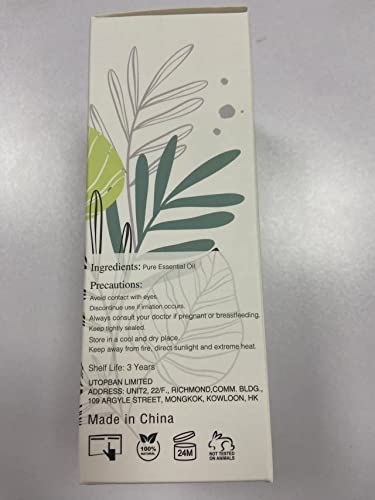 Ingredients: Pure Essential Oil
Precautions:
Avoid contact with eyes.
Discontinue use if irritation occurs.
Always consult your doctor if pregnant or breastfeeding.
Keep tightly sealed.
Store in a cool and dry place.
Keep away from fire, direct sunlight and extreme heat.
Shelf Life: 3 Years
UTOPBAN LIMITED
ADDRESS: UNIT2, 22/F., RICHMOND,COMM. BLDG.,
109 ARGYLE STREET, MONGKOK, KOWLOON, HK
Made in China
100%
NATURAL
24M
NOT TESTED
ON ANIMALS